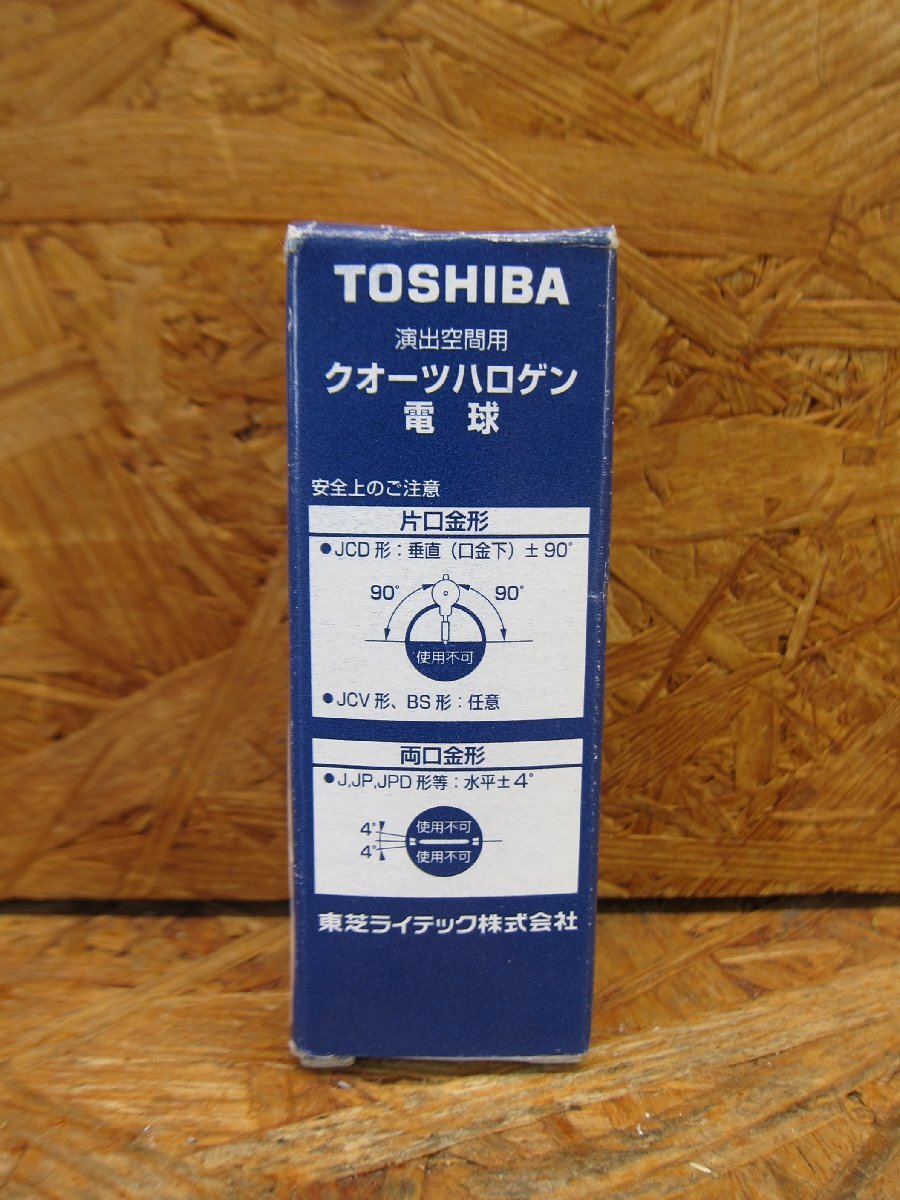 TOSHIBA
演出空間用
クオーツハロゲン
電球
安全上のご注意
片口金形
●JCD形：垂直（口金下）± 90°
90° 90°
使用不可
●JCV形、BS形：任意
両口金形
●J,JP,JPD形等：水平±4°
4° 使用不可
4° 使用不可
東芝ライテック株式会社